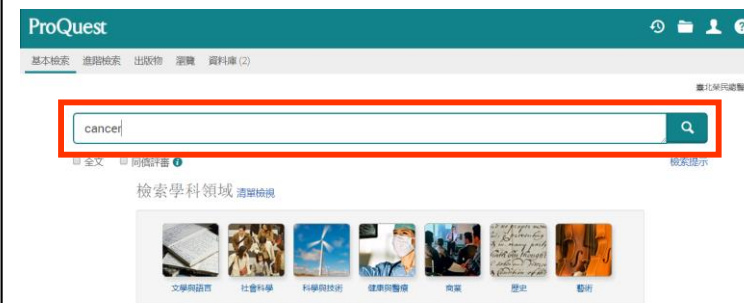 ProQuest
基本檢索 進階檢索 出版物 瀏覽 資料庫 (2)
臺北榮民總醫
cancer
全文 同儕評審
檢索提示
檢索學科領域 清單檢視
文學與語言 社會科學 科學與技術 健康與醫療 商業 歷史 藝術